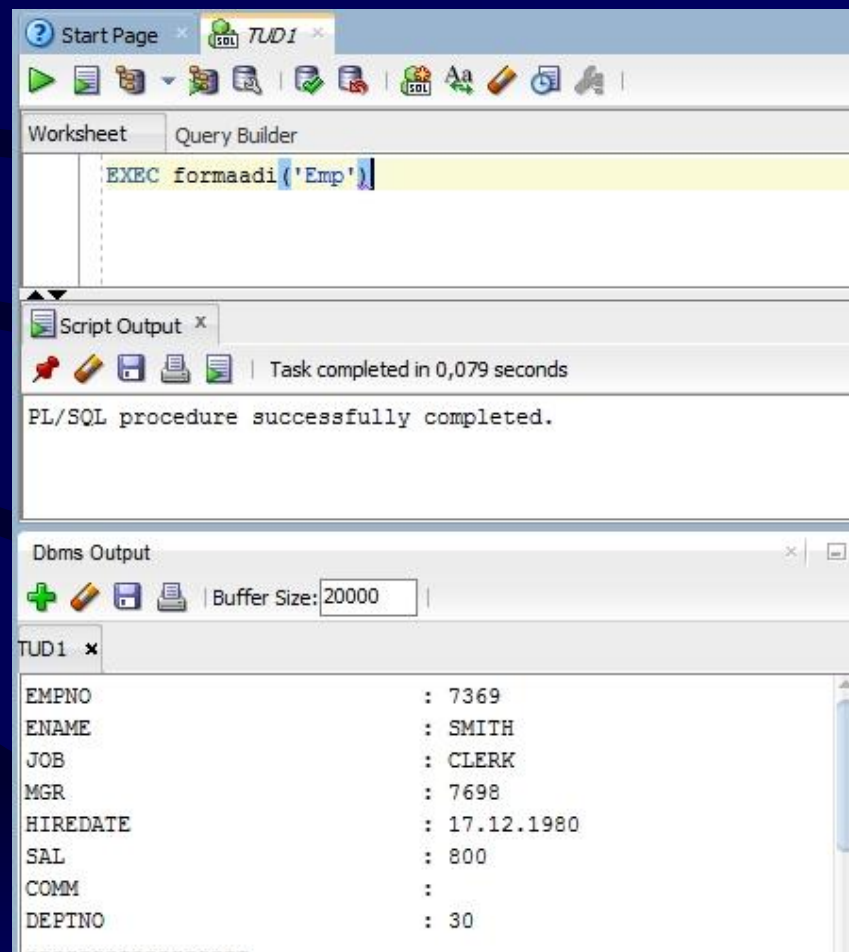 Start Page TUD1
Worksheet Query Builder
EXEC formaadi('Emp')
Script Output
Task completed in 0,079 seconds
PL/SQL procedure successfully completed.
Dbms Output
Buffer Size: 20000
TUD1
EMPNO : 7369
ENAME : SMITH
JOB : CLERK
MGR : 7698
HIREDATE : 17.12.1980
SAL : 800
COMM :
DEPTNO : 30